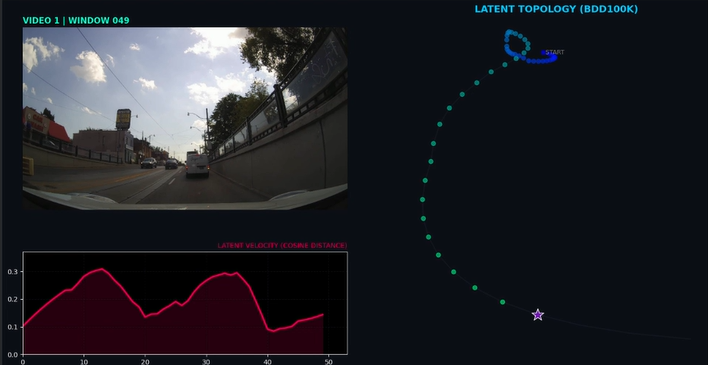 LATENT TOPOLOGY (BDD100K)
VIDEO 1 | WINDOW 049
START
LATENT VELOCITY (COSINE DISTANCE)
0.3
0.2
0.1
0.0
0
10
20
30
40
50